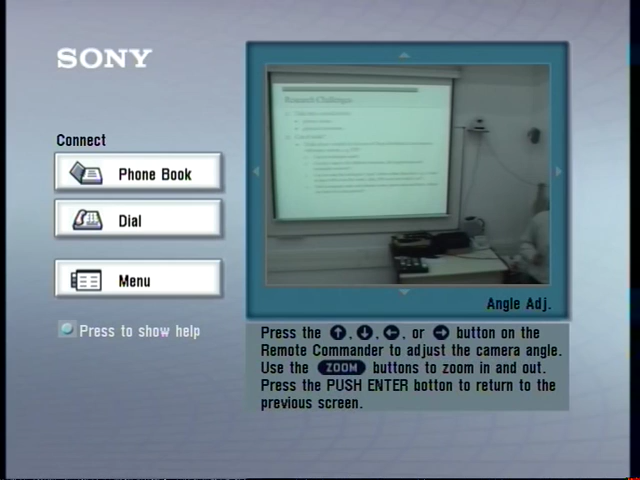 SONY
Connect
Phone Book
Dial
Menu
Press to show help
Research Challenges
Angle Adj.
Press the ↑, ↓, ←, or → button on the
Remote Commander to adjust the camera angle.
Use the ZOOM buttons to zoom in and out.
Press the PUSH ENTER botton to return to the
previous screen.